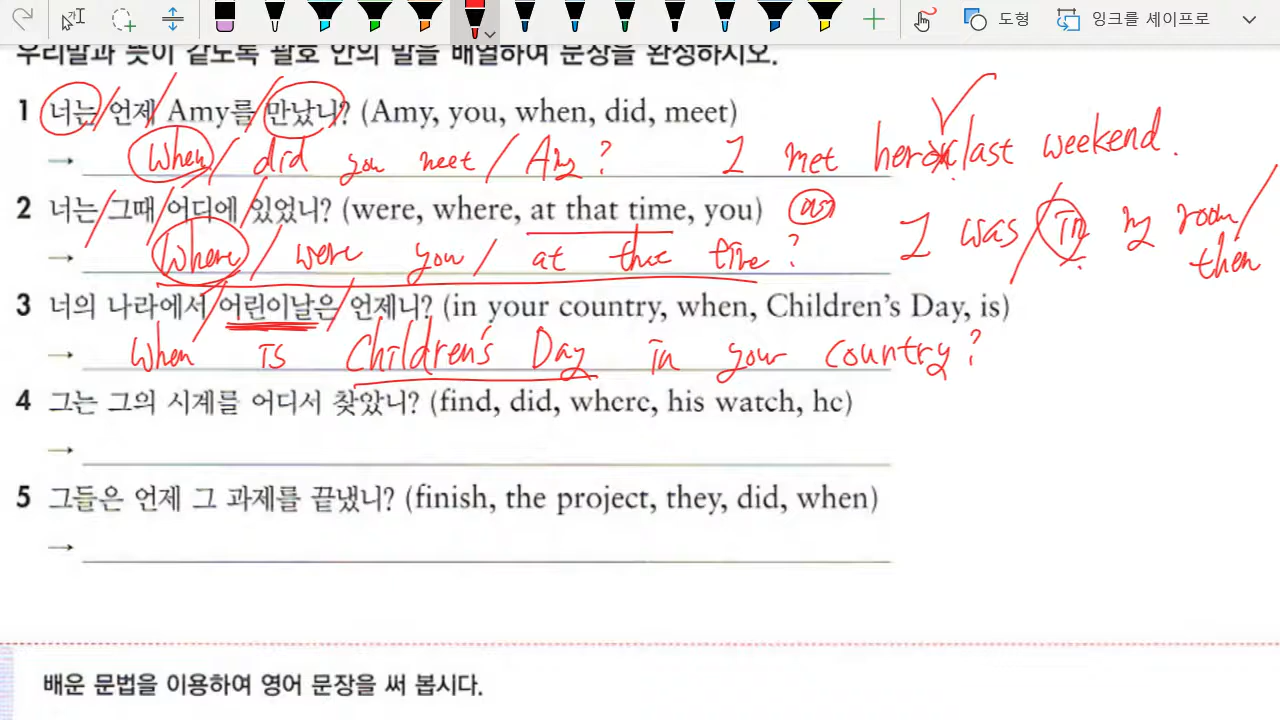 도형 잉크를 셰이프로
우리말과 뜻이 같도록 괄호 안의 말을 배열하여 문장을 완성하시오.
1 너는 언제 Amy를 만났니? (Amy, you, when, did, meet)
→ When did you meet Amy? I met her last weekend.
2 너는 그때 어디에 있었니? (were, where, at that time, you)
→ Where were you at that time? I was in my room then
3 너의 나라에서 어린이날은 언제니? (in your country, when, Children's Day, is)
→ When is Children's Day in your country?
4 그는 그의 시계를 어디서 찾았니? (find, did, where, his watch, he)
→
5 그들은 언제 그 과제를 끝냈니? (finish, the project, they, did, when)
→
배운 문법을 이용하여 영어 문장을 써 봅시다.